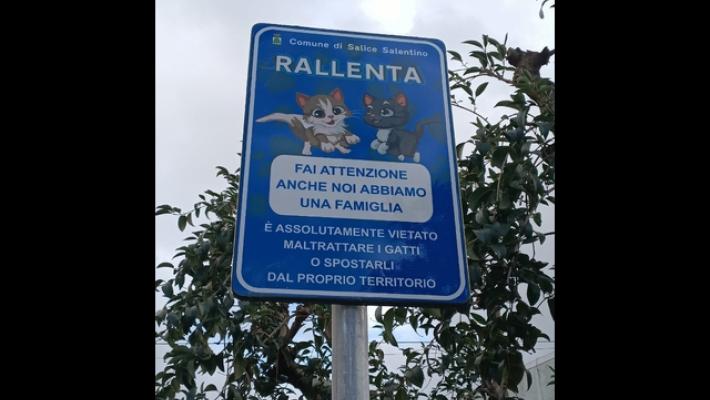 Comune di Salice Salentino
RALLENTA
FAI ATTENZIONE
ANCHE NOI ABBIAMO
UNA FAMIGLIA
È ASSOLUTAMENTE VIETATO
MALTRATTARE I GATTI
O SPOSTARLI
DAL PROPRIO TERRITORIO